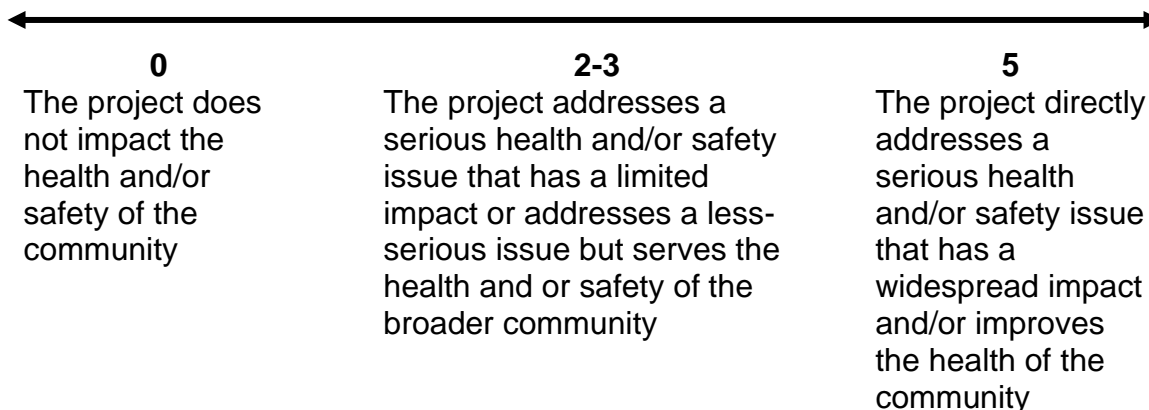 0
The project does
not impact the
health and/or
safety of the
community
2-3
The project addresses a
serious health and/or safety
issue that has a limited
impact or addresses a less-
serious issue but serves the
health and or safety of the
broader community
5
The project directly
addresses a
serious health
and/or safety issue
that has a
widespread impact
and/or improves
the health of the
community